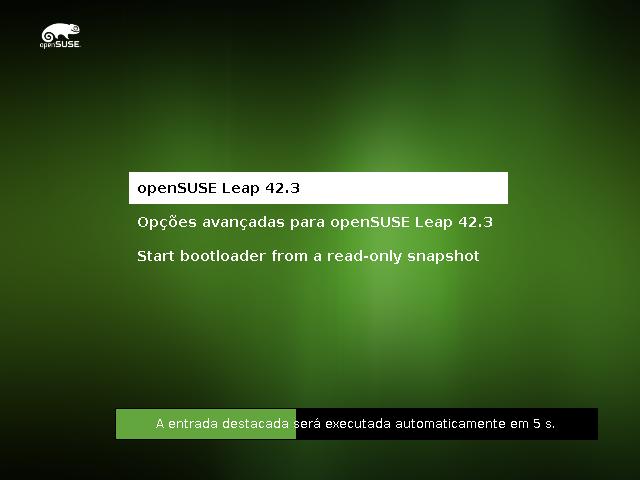 openSUSE
openSUSE Leap 42.3
Opções avançadas para openSUSE Leap 42.3
Start bootloader from a read-only snapshot
A entrada destacada será executada automaticamente em 5 s.